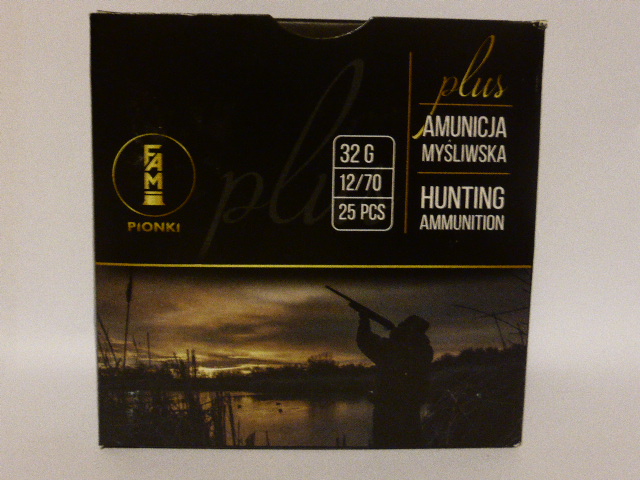 FAM
PIONKI
plus
32 G
12/70
25 PCS
plus
AMUNICJA
MYŚLIWSKA
HUNTING
AMMUNITION